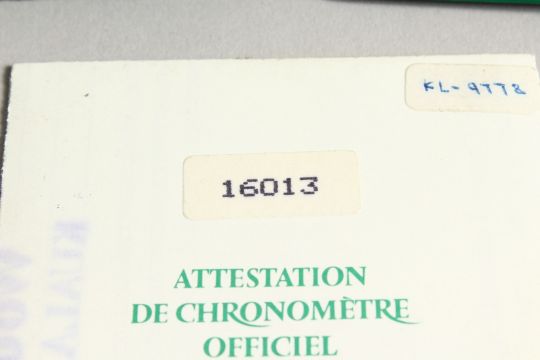 KL-9778
16013
ATTESTATION
DE CHRONOMÈTRE
OFFICIEL